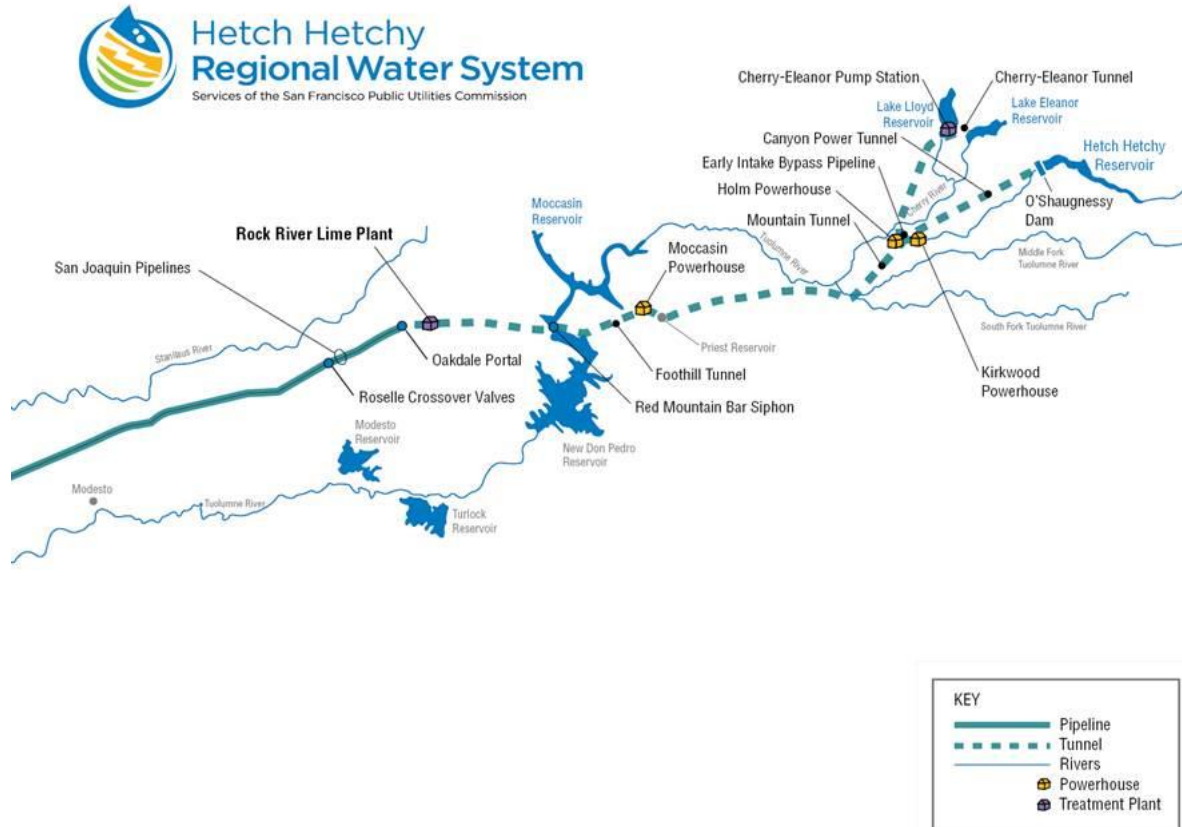 Hetch Hetchy
Regional Water System
Services of the San Francisco Public Utilities Commission
Cherry-Eleanor Pump Station
Cherry-Eleanor Tunnel
Lake Lloyd
Reservoir
Lake Eleanor
Reservoir
Canyon Power Tunnel
Hetch Hetchy
Reservoir
Early Intake Bypass Pipeline
Holm Powerhouse
Cherry River
O'Shaugnessy
Dam
Mountain Tunnel
Moccasin
Reservoir
Rock River Lime Plant
Tuolumne River
Moccasin
Powerhouse
Middle Fork
Tuolumne River
San Joaquin Pipelines
South Fork Tuolumne River
Priest Reservoir
Stanilaus River
Oakdale Portal
Foothill Tunnel
Kirkwood
Powerhouse
Roselle Crossover Valves
Red Mountain Bar Siphon
Modesto
Reservoir
New Don Pedro
Reservoir
Modesto
Tuolumne River
Turlock
Reservoir
KEY
Pipeline
Tunnel
Rivers
Powerhouse
Treatment Plant